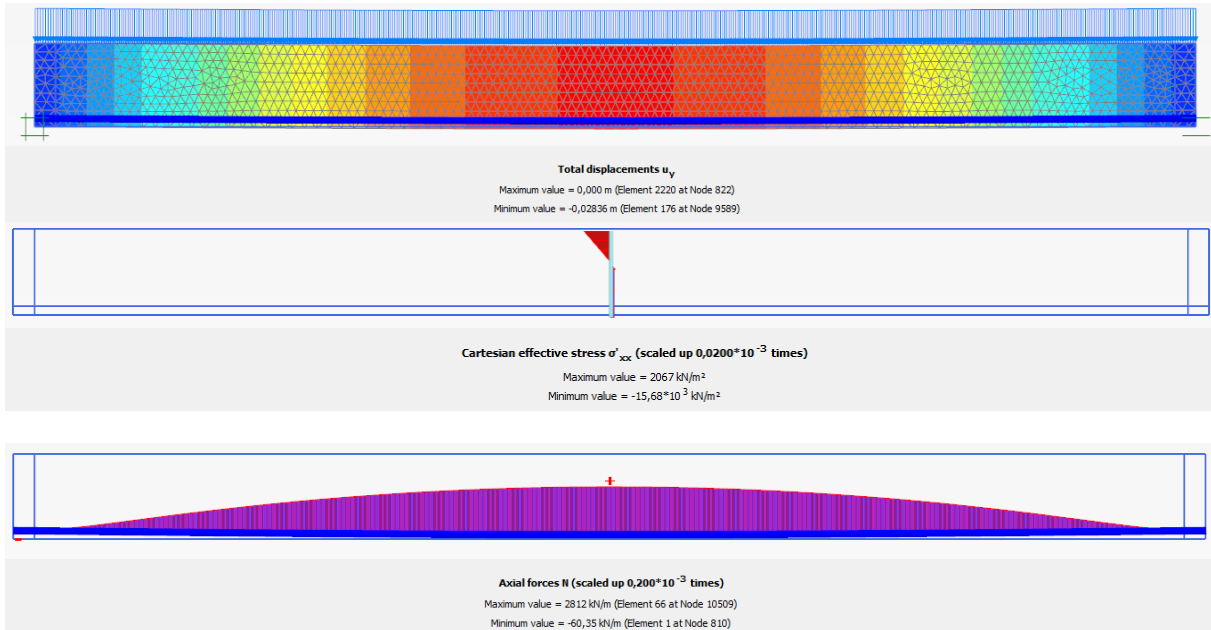 Total displacements u_y
Maximum value = 0,000 m (Element 2220 at Node 822)
Minimum value = -0,02836 m (Element 176 at Node 9589)
Cartesian effective stress σ'_xx (scaled up 0,0200*10^-3 times)
Maximum value = 2067 kN/m²
Minimum value = -15,68*10^3 kN/m²
Axial forces N (scaled up 0,200*10^-3 times)
Maximum value = 2812 kN/m (Element 66 at Node 10509)
Minimum value = -60,35 kN/m (Element 1 at Node 810)